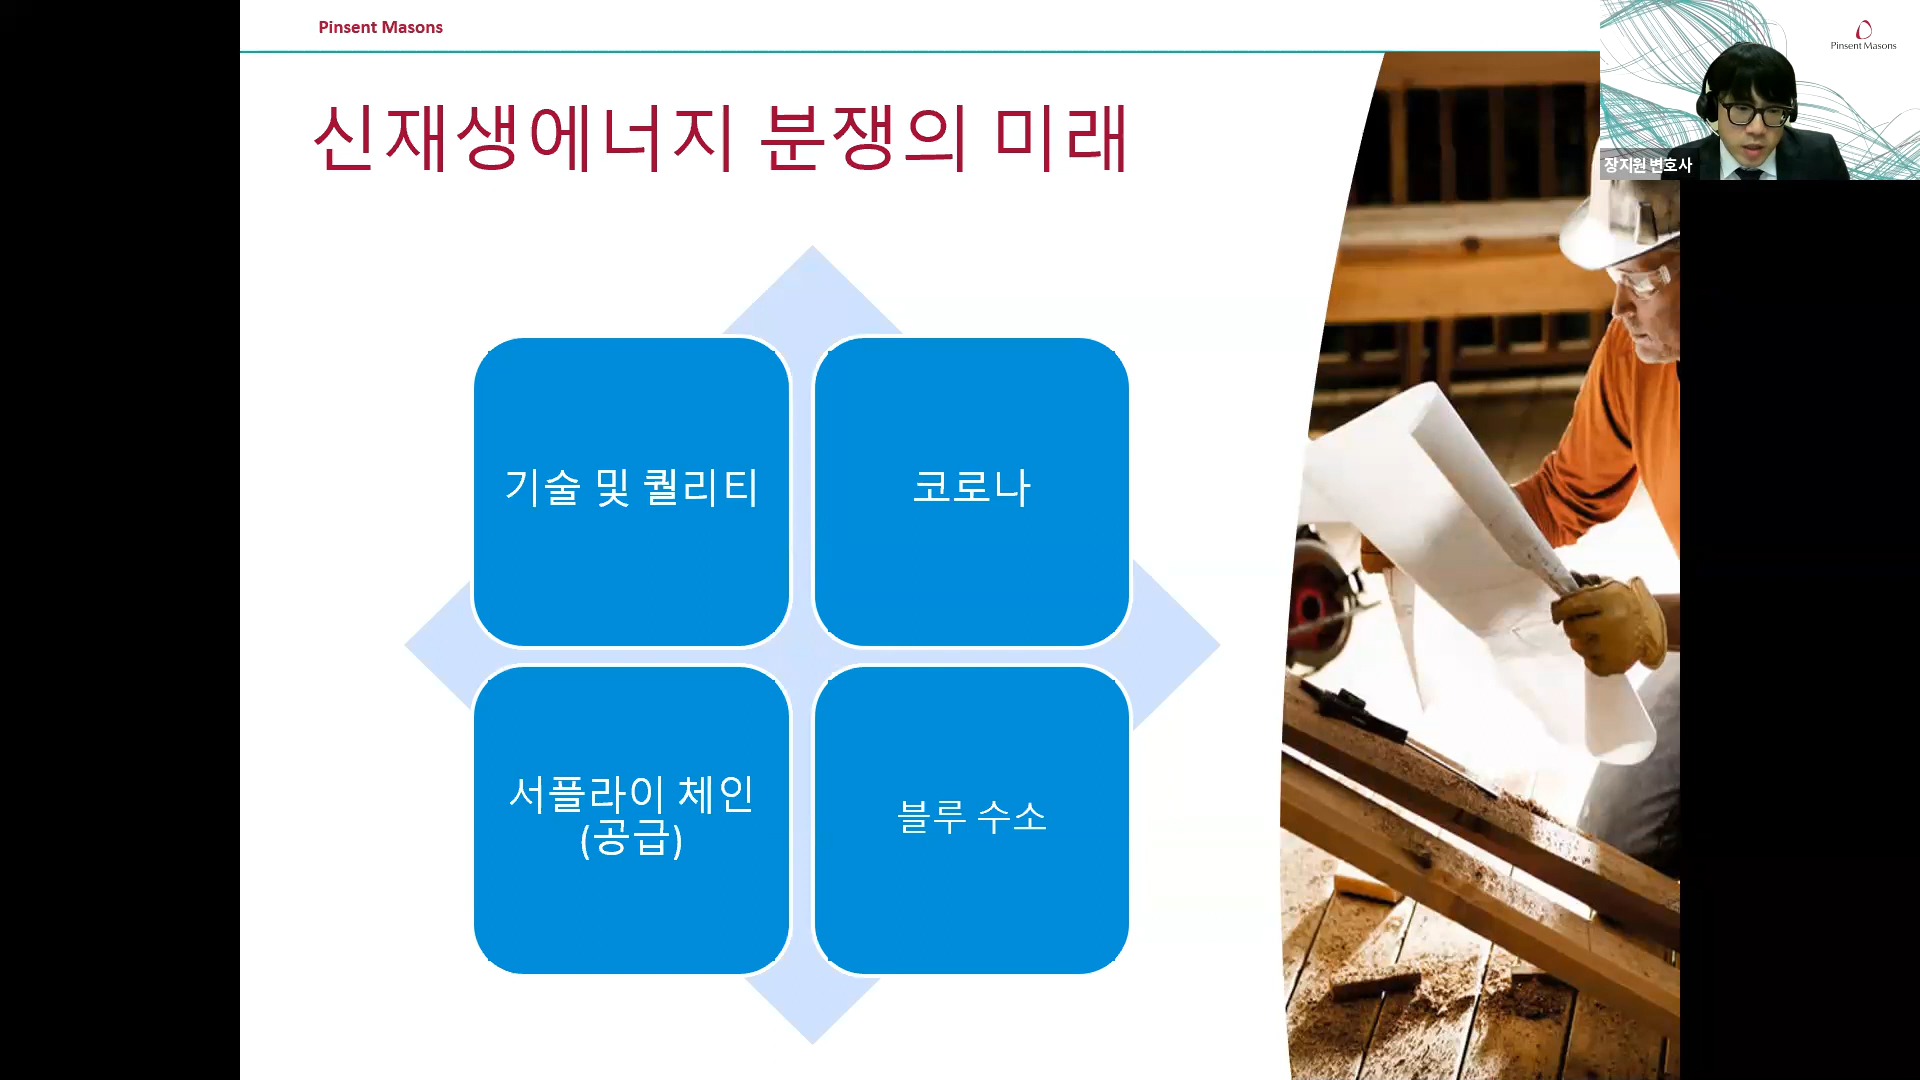 Pinsent Masons
Pinsent Masons
장지원 변호사
신재생에너지 분쟁의 미래
기술 및 퀄리티
코로나
서플라이 체인
(공급)
블루 수소